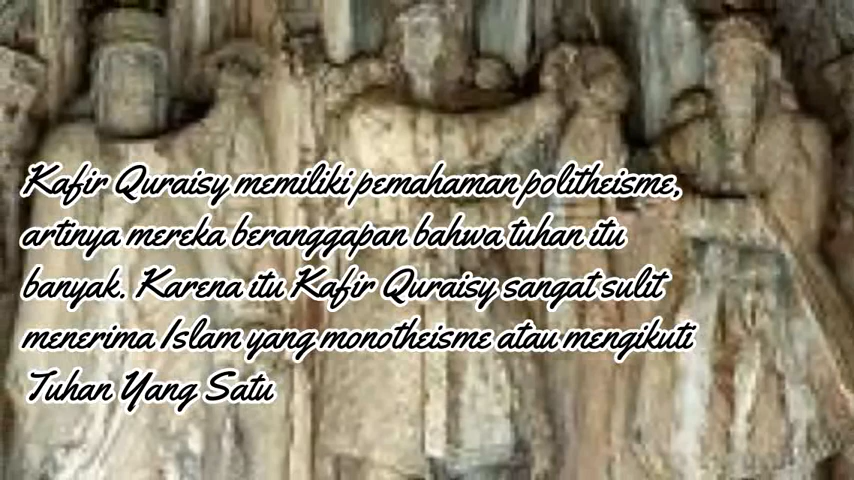 Kafir Quraisy memiliki pemahaman politheisme,
artinya mereka beranggapan bahwa tuhan itu
banyak. Karena itu Kafir Quraisy sangat sulit
menerima Islam yang monotheisme atau mengikuti
Tuhan Yang Satu